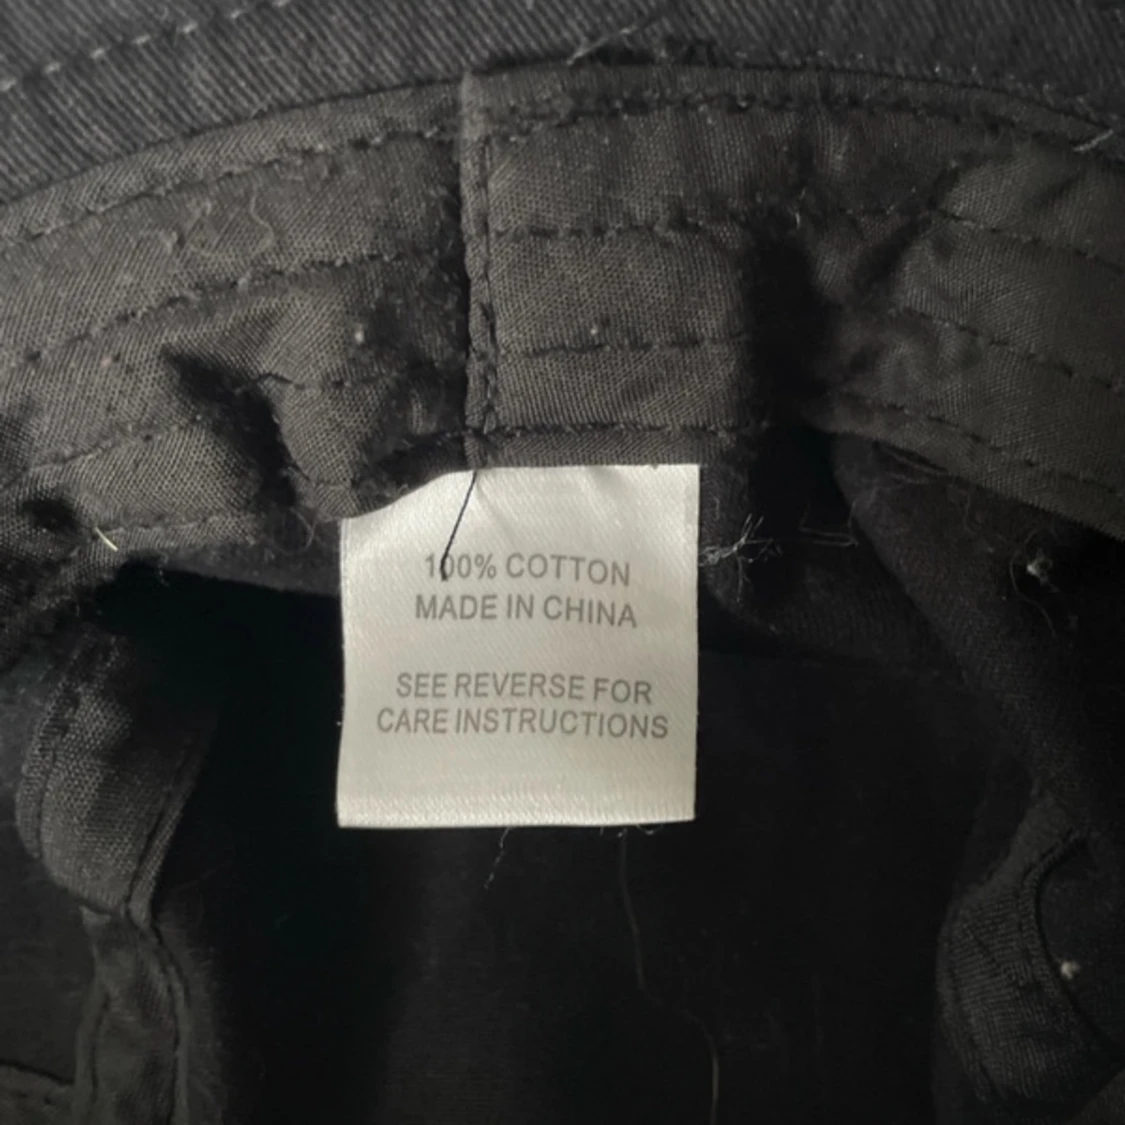 100% COTTON
MADE IN CHINA
SEE REVERSE FOR
CARE INSTRUCTIONS